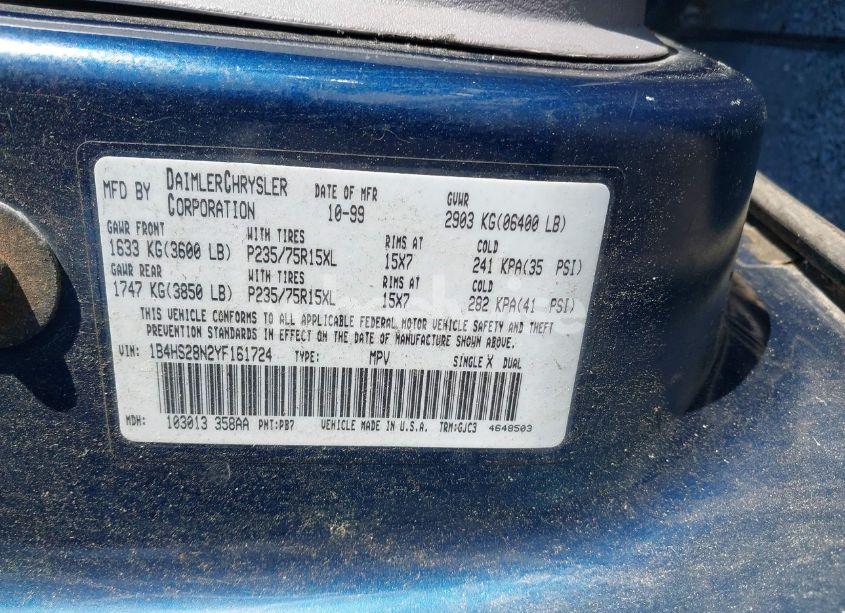 MFD BY DAIMLERCHRYSLER CORPORATION DATE OF MFR 10-99 GVWR 2903 KG(06400 LB)
GAWR FRONT WITH TIRES RIMS AT COLD
1633 KG(3600 LB) P235/75R15XL 15X7 241 KPA(35 PSI)
GAWR REAR WITH TIRES RIMS AT COLD
1747 KG(3850 LB) P235/75R15XL 15X7 282 KPA(41 PSI)
THIS VEHICLE CONFORMS TO ALL APPLICABLE FEDERAL MOTOR VEHICLE SAFETY AND THEFT
PREVENTION STANDARDS IN EFFECT ON THE DATE OF MANUFACTURE SHOWN ABOVE.
VIN: 1B4HS28N2YF161724 TYPE: MPV SINGLE X DUAL
MDH: 103013 358AA PNT:PB7 VEHICLE MADE IN U.S.A. TRM:GJC3 4648503